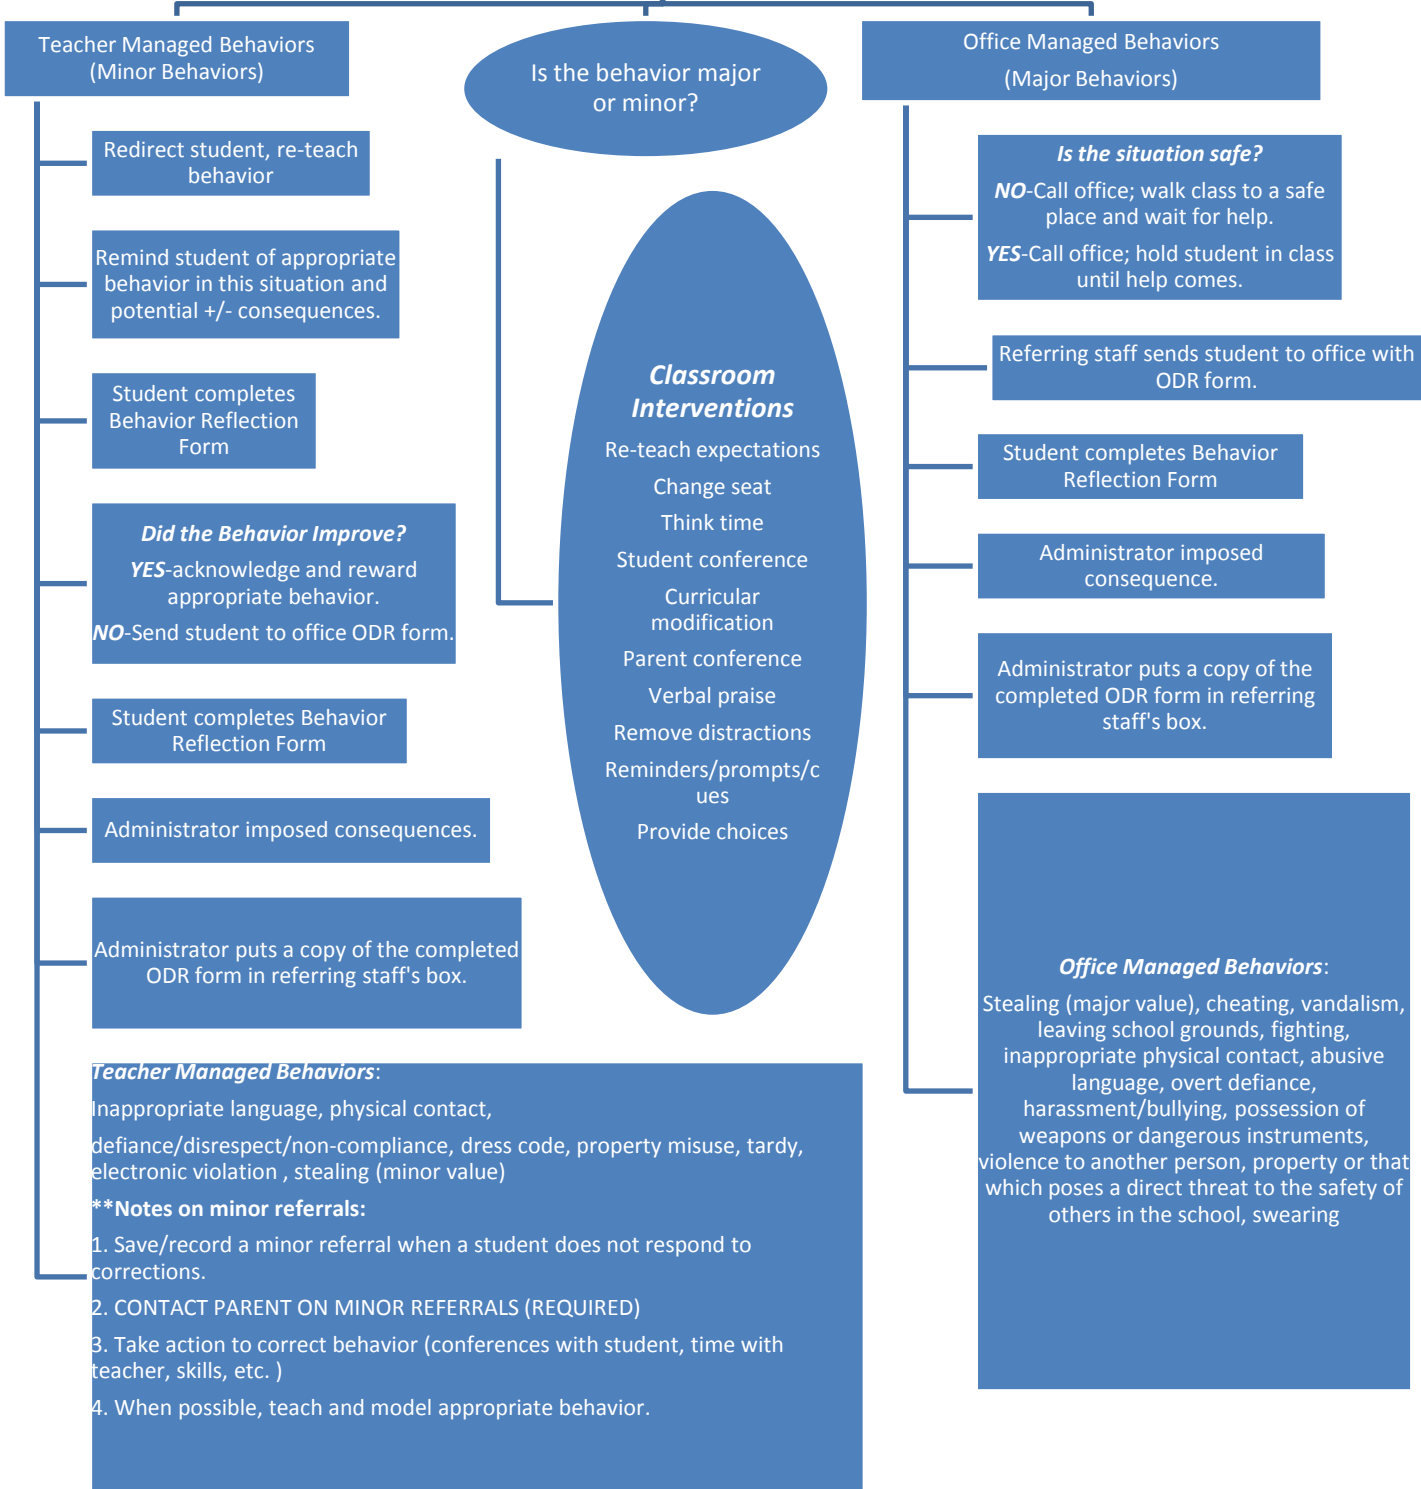 Teacher Managed Behaviors
(Minor Behaviors)
Redirect student, re-teach
behavior
Remind student of appropriate
behavior in this situation and
potential +/- consequences.
Student completes
Behavior Reflection
Form
Did the Behavior Improve?
YES-acknowledge and reward
appropriate behavior.
NO-Send student to office ODR form.
Student completes Behavior
Reflection Form
Administrator imposed consequences.
Administrator puts a copy of the completed
ODR form in referring staff's box.
Teacher Managed Behaviors:
Inappropriate language, physical contact,
defiance/disrespect/non-compliance, dress code, property misuse, tardy,
electronic violation , stealing (minor value)
**Notes on minor referrals:
1. Save/record a minor referral when a student does not respond to
corrections.
2. CONTACT PARENT ON MINOR REFERRALS (REQUIRED)
3. Take action to correct behavior (conferences with student, time with
teacher, skills, etc. )
4. When possible, teach and model appropriate behavior.
Is the behavior major
or minor?
Classroom
Interventions
Re-teach expectations
Change seat
Think time
Student conference
Curricular
modification
Parent conference
Verbal praise
Remove distractions
Reminders/prompts/c
ues
Provide choices
Office Managed Behaviors
(Major Behaviors)
Is the situation safe?
NO-Call office; walk class to a safe
place and wait for help.
YES-Call office; hold student in class
until help comes.
Referring staff sends student to office with
ODR form.
Student completes Behavior
Reflection Form
Administrator imposed
consequence.
Administrator puts a copy of the
completed ODR form in referring
staff's box.
Office Managed Behaviors:
Stealing (major value), cheating, vandalism,
leaving school grounds, fighting,
inappropriate physical contact, abusive
language, overt defiance,
harassment/bullying, possession of
weapons or dangerous instruments,
violence to another person, property or that
which poses a direct threat to the safety of
others in the school, swearing